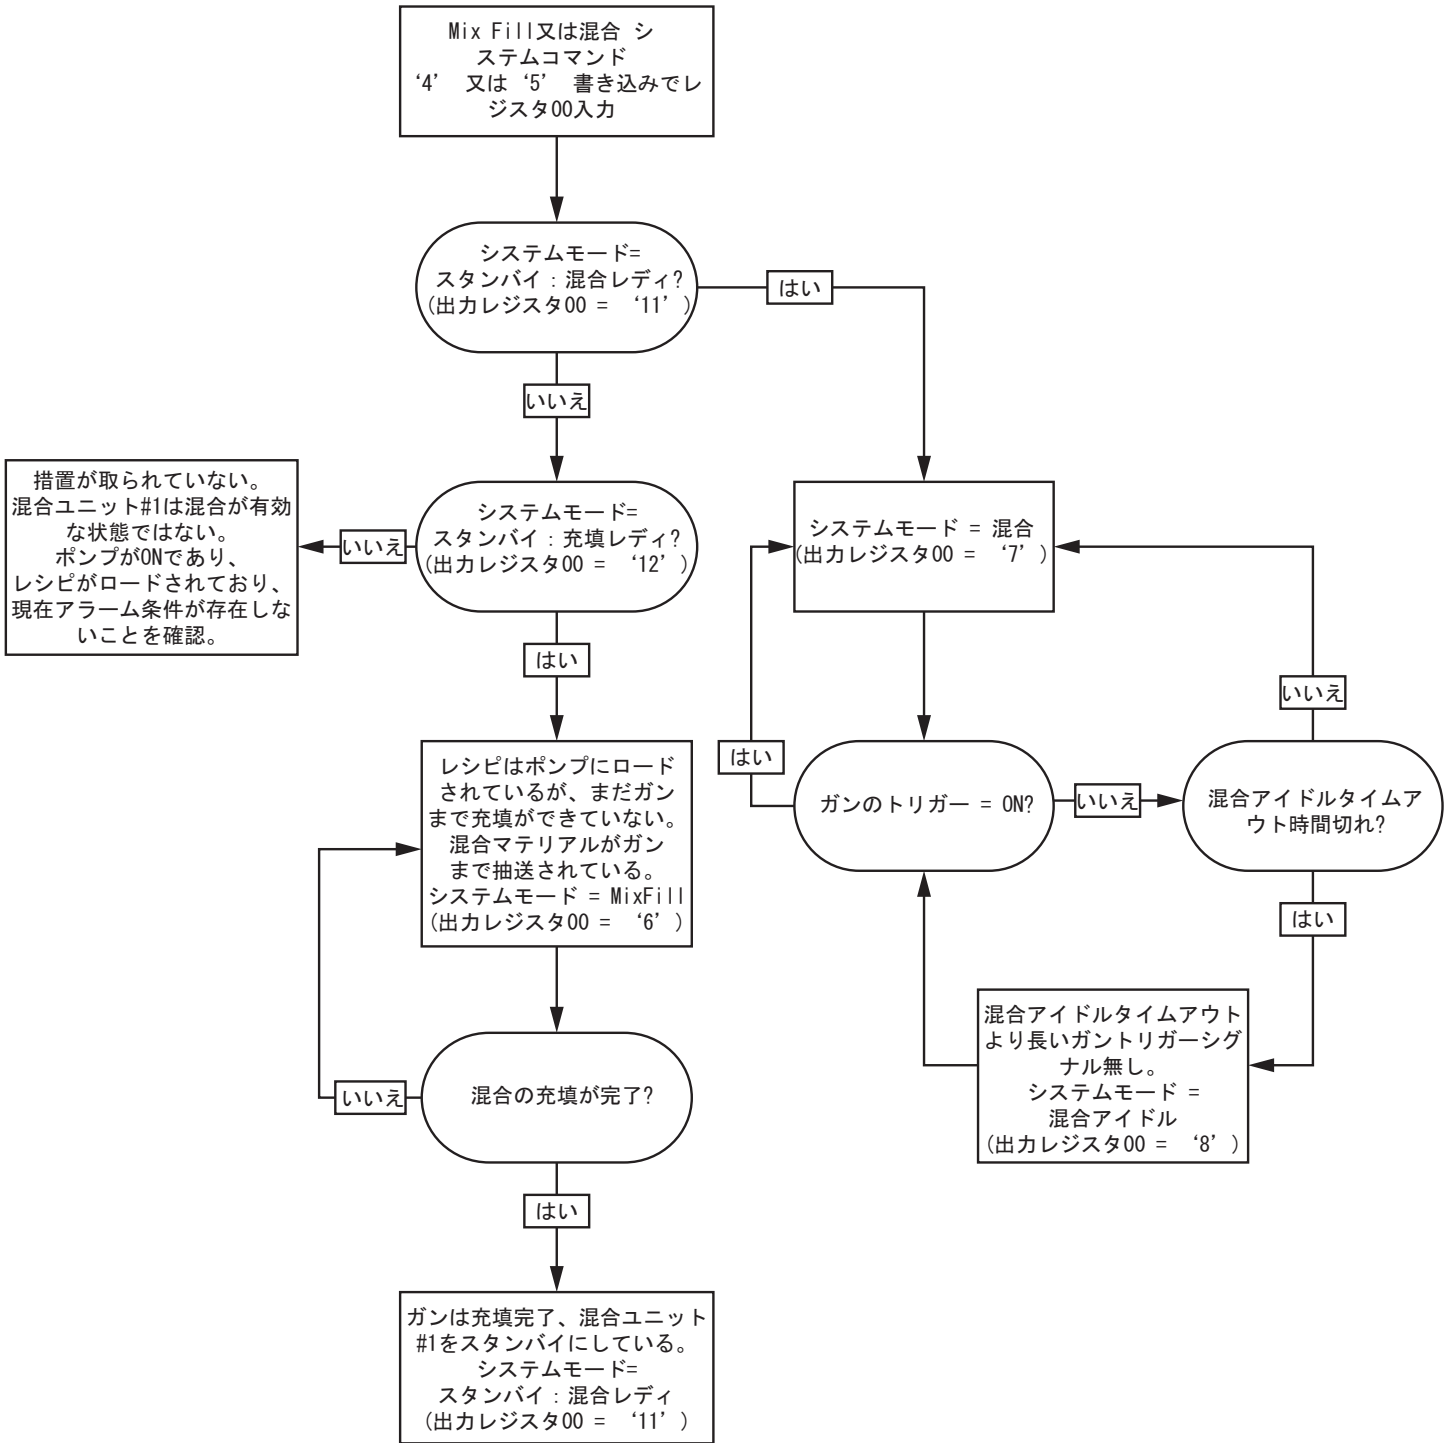 Mix Fill又は混合 シ
ステムコマンド
‘4’ 又は ‘5’ 書き込みでレ
ジスタ00入力
システムモード=
スタンバイ：混合レディ?
(出力レジスタ00 = ‘11’)
はい
いいえ
システムモード=
スタンバイ：充填レディ?
(出力レジスタ00 = ‘12’)
いいえ
措置が取られていない。
混合ユニット#1は混合が有効
な状態ではない。
ポンプがONであり、
レシピがロードされており、
現在アラーム条件が存在しな
いことを確認。
はい
レシピはポンプにロード
されているが、まだガン
まで充填ができていない。
混合マテリアルがガン
まで抽送されている。
システムモード = MixFill
(出力レジスタ00 = ‘6’)
混合の充填が完了?
いいえ
はい
ガンは充填完了、混合ユニット
#1をスタンバイにしている。
システムモード=
スタンバイ：混合レディ
(出力レジスタ00 = ‘11’)
システムモード = 混合
(出力レジスタ00 = ‘7’)
はい
ガンのトリガー = ON?
いいえ
混合アイドルタイムア
ウト時間切れ?
いいえ
はい
混合アイドルタイムアウト
より長いガントリガーシグ
ナル無し。
システムモード =
混合アイドル
(出力レジスタ00 = ‘8’)